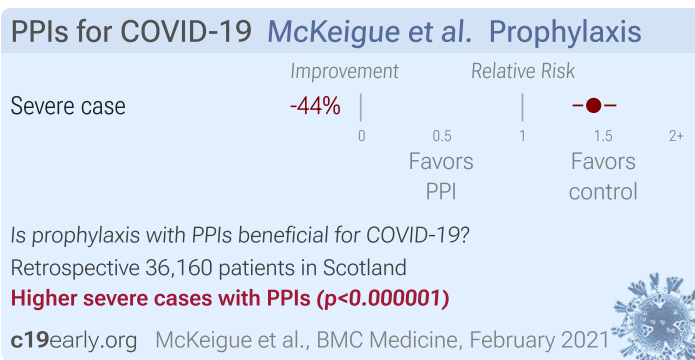 PPIs for COVID-19 McKeigue et al. Prophylaxis
Improvement Relative Risk
Severe case -44%
0 0.5 1 1.5 2+
Favors PPI Favors control
Is prophylaxis with PPIs beneficial for COVID-19?
Retrospective 36,160 patients in Scotland
Higher severe cases with PPIs (p<0.000001)
c19early.org McKeigue et al., BMC Medicine, February 2021